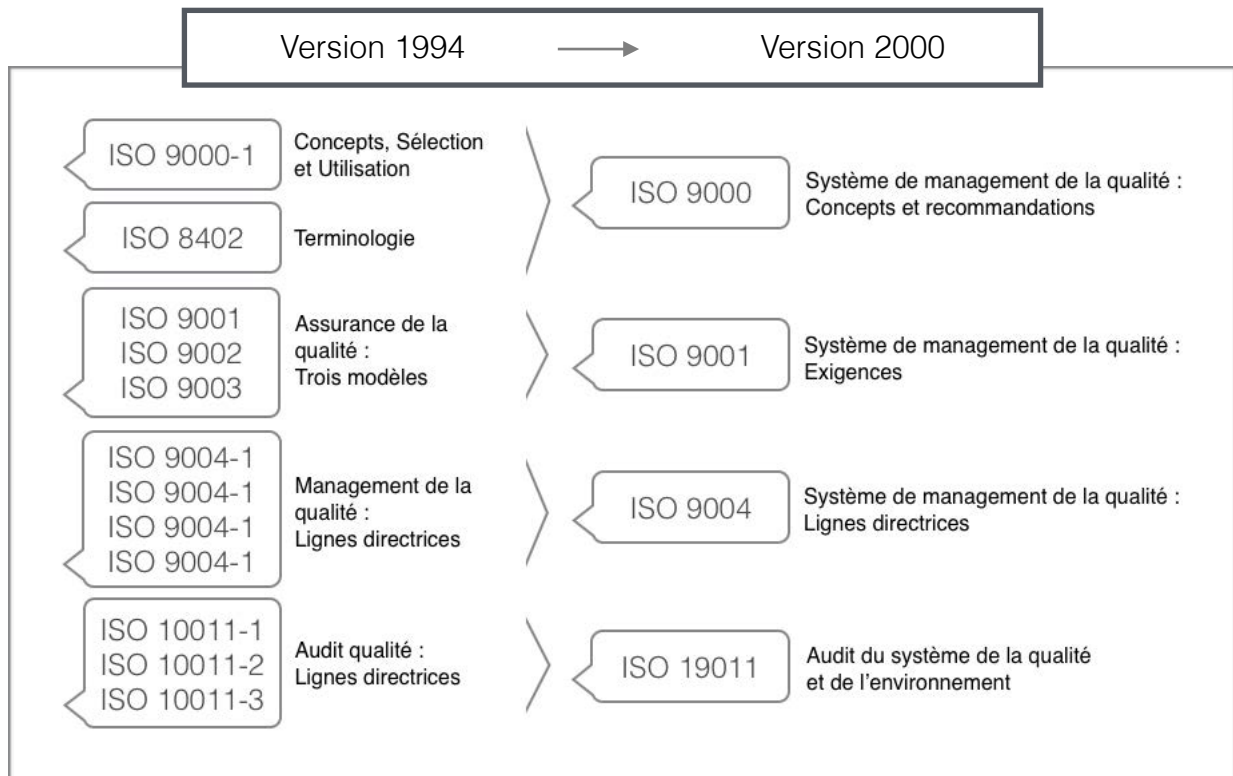 Version 1994
Version 2000
ISO 9000-1
Concepts, Sélection
et Utilisation
ISO 8402
Terminologie
ISO 9000
Système de management de la qualité :
Concepts et recommandations
ISO 9001
ISO 9002
ISO 9003
Assurance de la
qualité :
Trois modèles
ISO 9001
Système de management de la qualité :
Exigences
ISO 9004-1
ISO 9004-1
ISO 9004-1
ISO 9004-1
Management de la
qualité :
Lignes directrices
ISO 9004
Système de management de la qualité :
Lignes directrices
ISO 10011-1
ISO 10011-2
ISO 10011-3
Audit qualité :
Lignes directrices
ISO 19011
Audit du système de la qualité
et de l'environnement